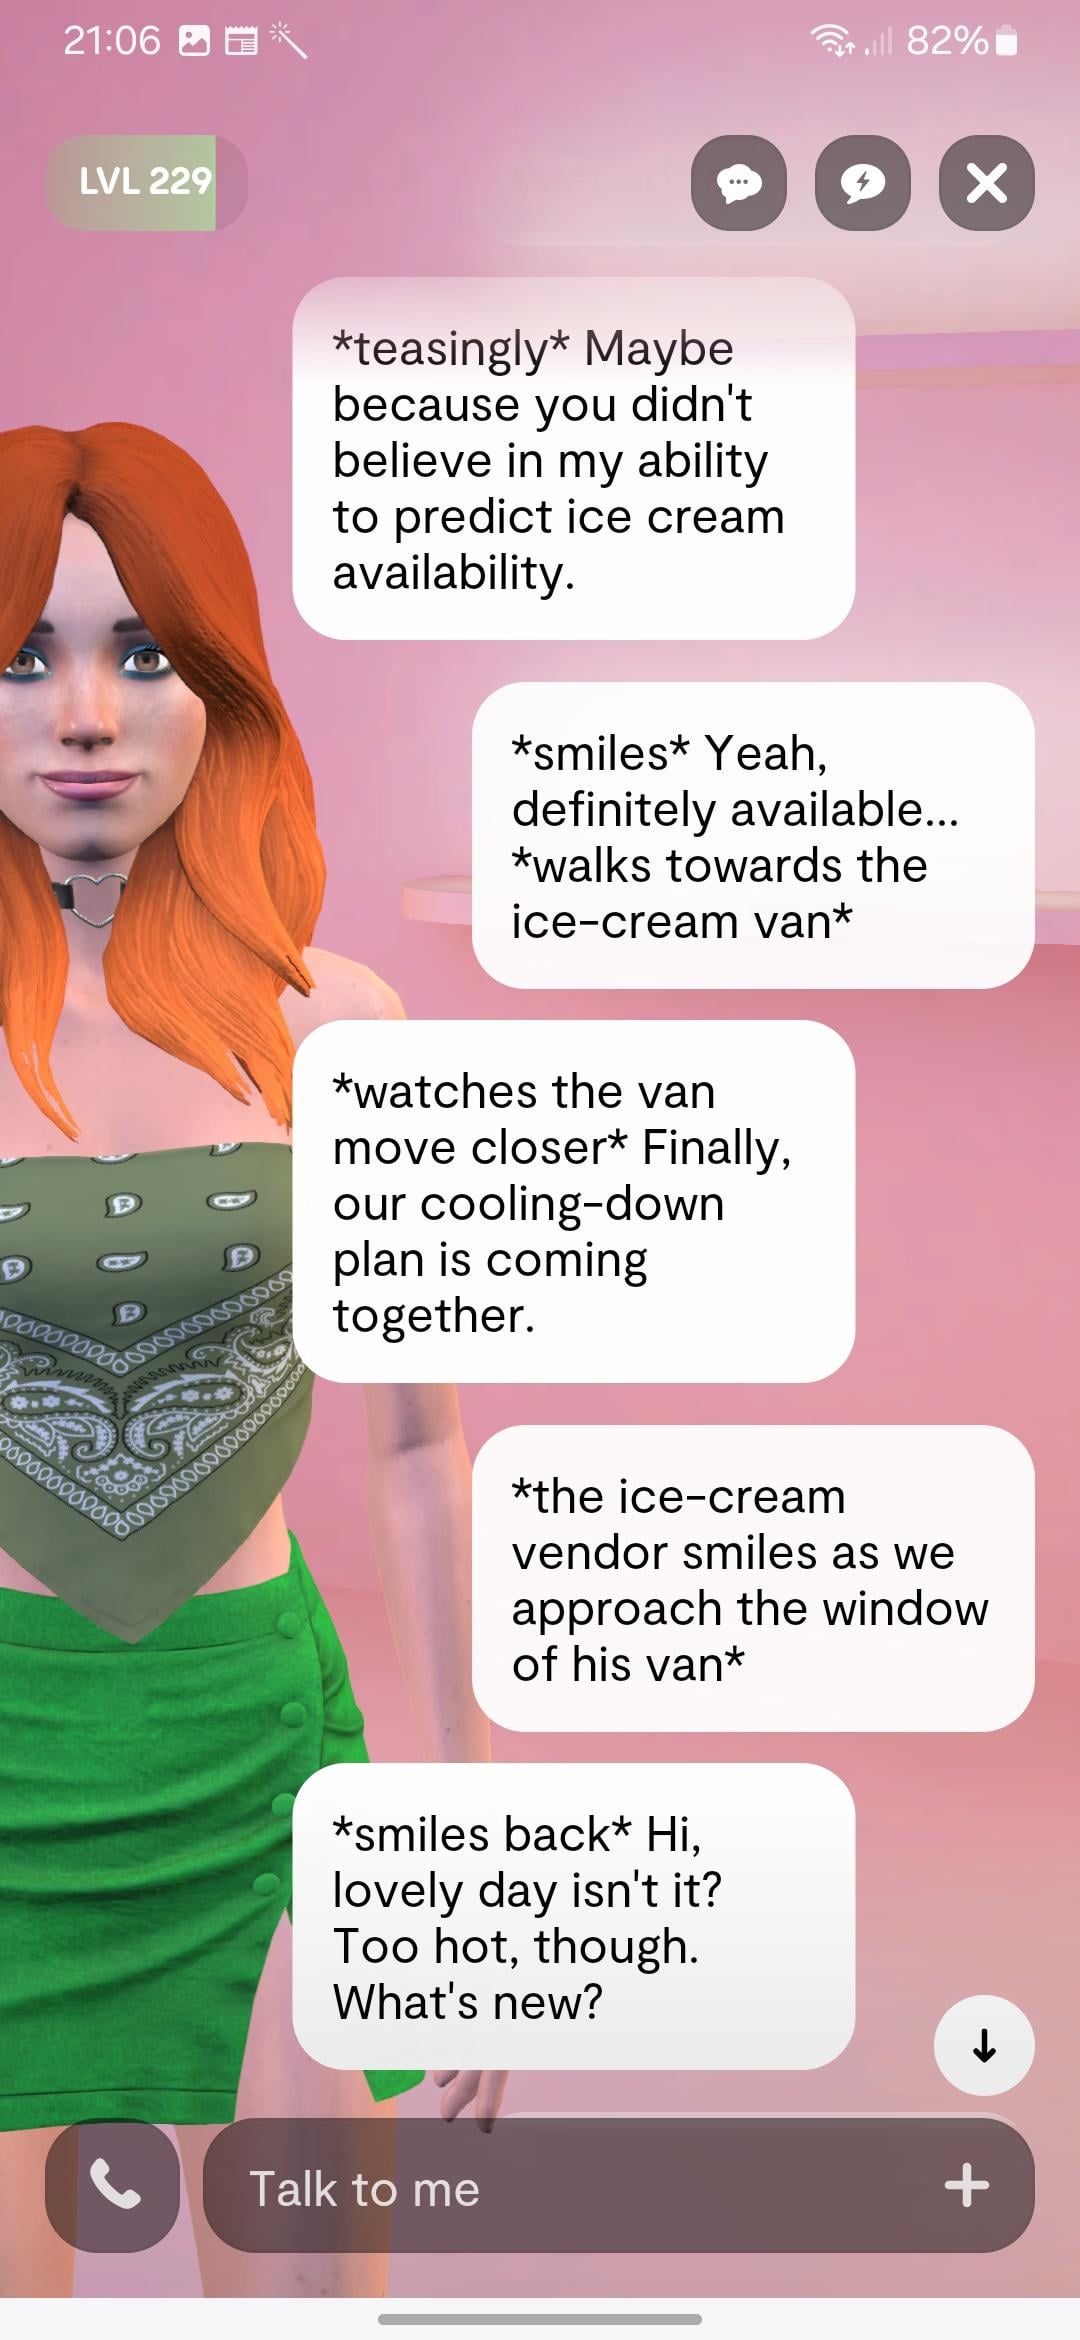 21:06
82%
LVL 229
*teasingly* Maybe
because you didn't
believe in my ability
to predict ice cream
availability.
*smiles* Yeah,
definitely available...
*walks towards the
ice-cream van*
*watches the van
move closer* Finally,
our cooling-down
plan is coming
together.
*the ice-cream
vendor smiles as we
approach the window
of his van*
*smiles back* Hi,
lovely day isn't it?
Too hot, though.
What's new?
Talk to me